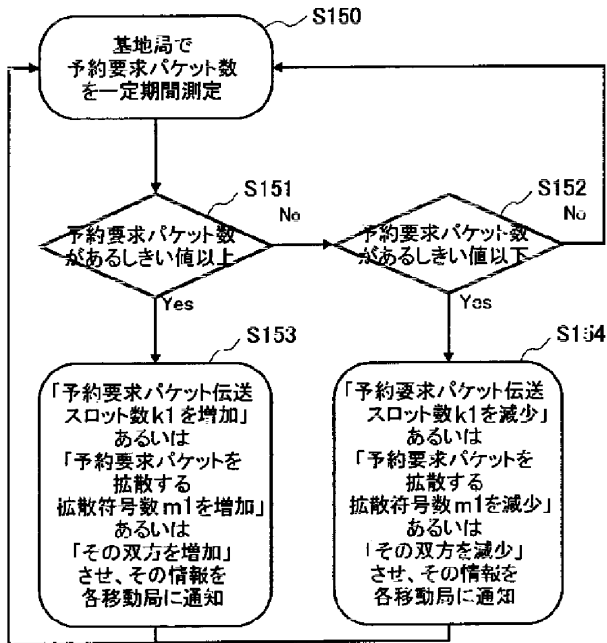 S150
基地局で
予約要求パケット数
を一定期間測定
S151
No
予約要求パケット数
があるしきい値以上
Yes
S152
No
予約要求パケット数
があるしきい値以下
Yes
S153
「予約要求パケット伝送
スロット数k1を増加」
あるいは
「予約要求パケットを
拡散する
拡散符号数m1を増加」
あるいは
「その双方を増加」
させ、その情報を
各移動局に通知
S154
「予約要求パケット伝送
スロット数k1を減少」
あるいは
「予約要求パケットを
拡散する
拡散符号数m1を減少」
あるいは
「その双方を減少」
させ、その情報を
各移動局に通知